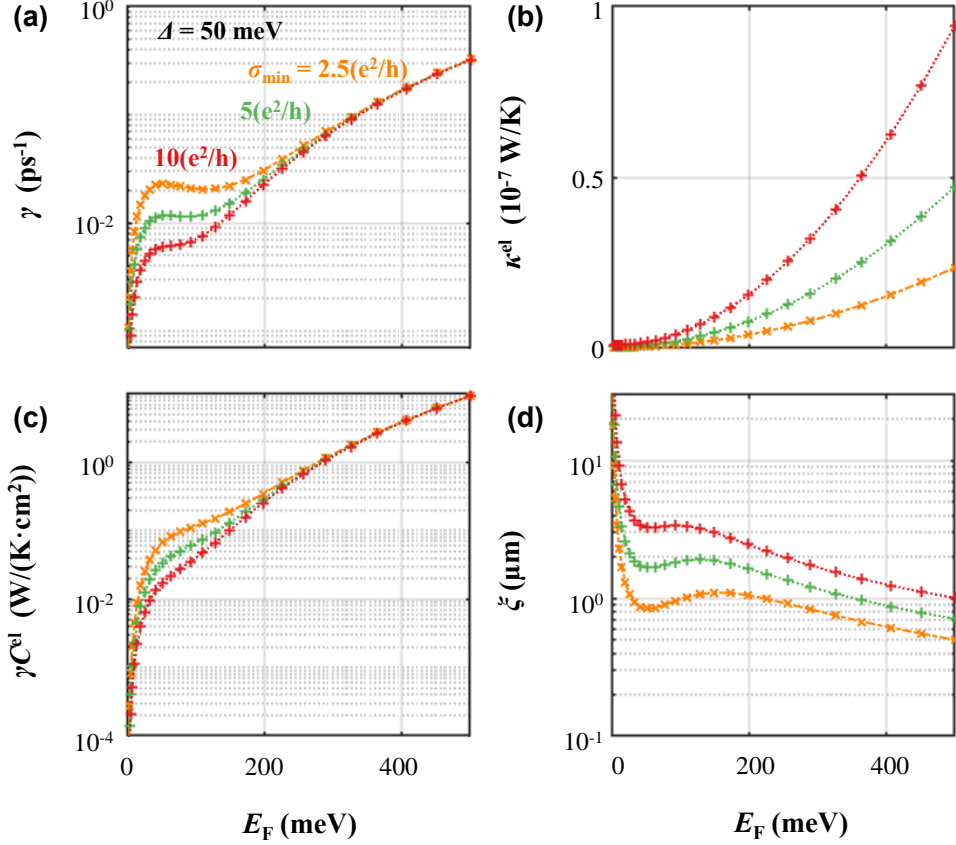 (a)
Δ = 50 meV
σmin = 2.5(e²/h)
5(e²/h)
10(e²/h)
10⁰
10⁻²
γ (ps⁻¹)
(b)
1
0.5
0
κᵉˡ (10⁻⁷ W/K)
(c)
10⁰
10⁻²
10⁻⁴
γCᵉˡ (W/(K·cm²))
0
200
400
E_F (meV)
(d)
10¹
10⁰
10⁻¹
ξ (μm)
0
200
400
E_F (meV)